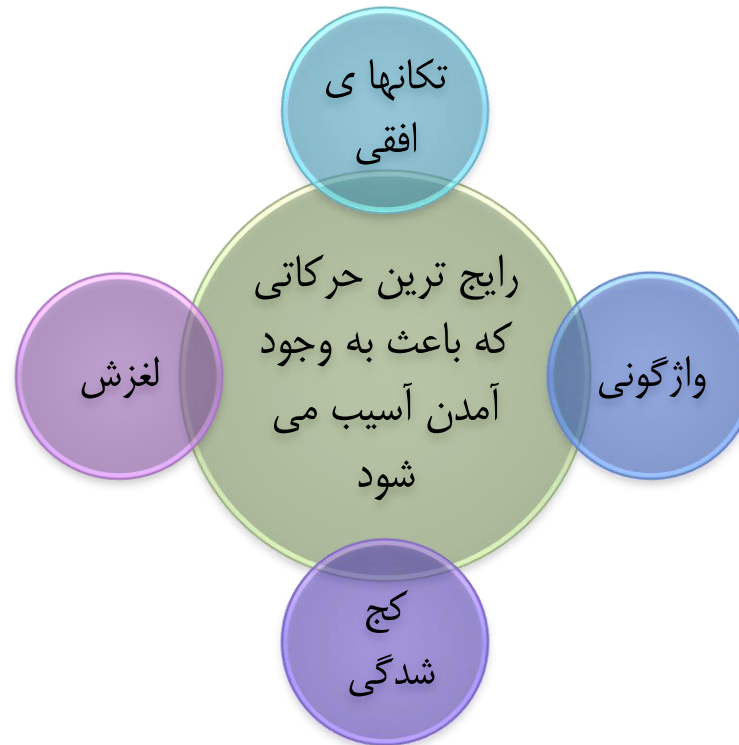 تکانها ی
افقی
رایج ترین حرکاتی
که باعث به وجود
آمدن آسیب می
شود
واژگونی
لغزش
کج
شدگی